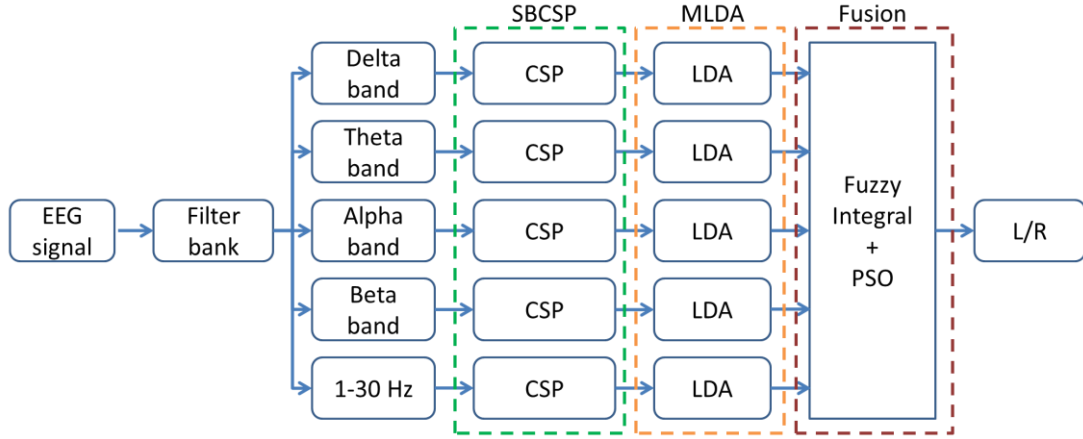 SBCSP
MLDA
Fusion
EEG
signal
Filter
bank
Delta
band
CSP
LDA
Theta
band
CSP
LDA
Alpha
band
CSP
LDA
Beta
band
CSP
LDA
1-30 Hz
CSP
LDA
Fuzzy
Integral
+
PSO
L/R